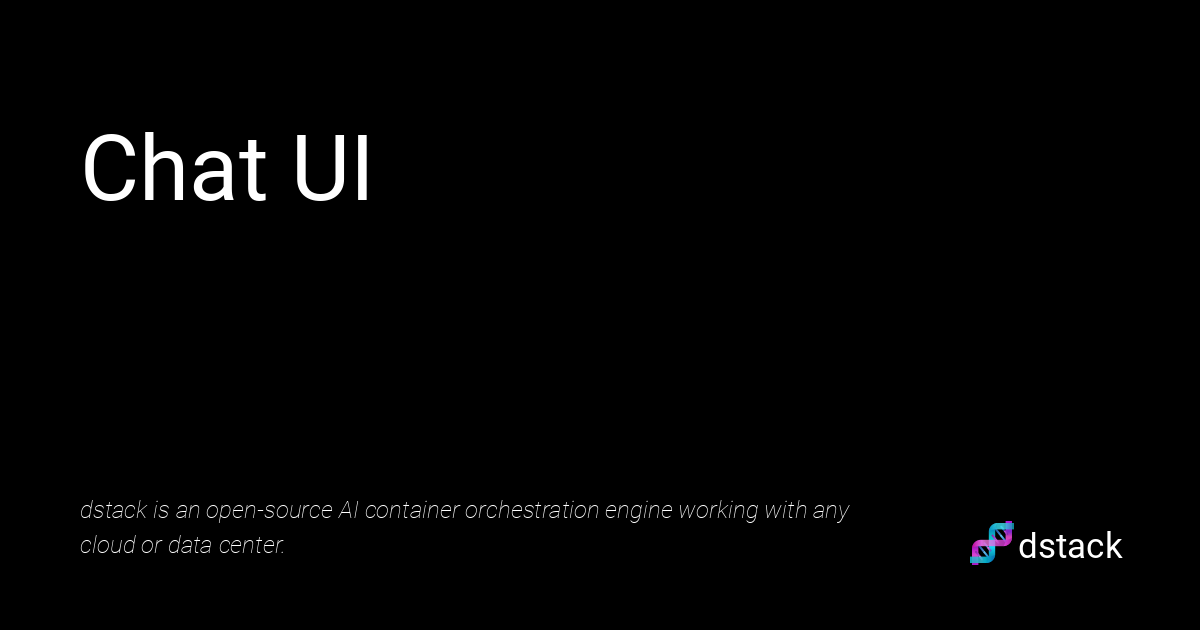 Chat UI
dstack is an open-source AI container orchestration engine working with any
cloud or data center.
dstack